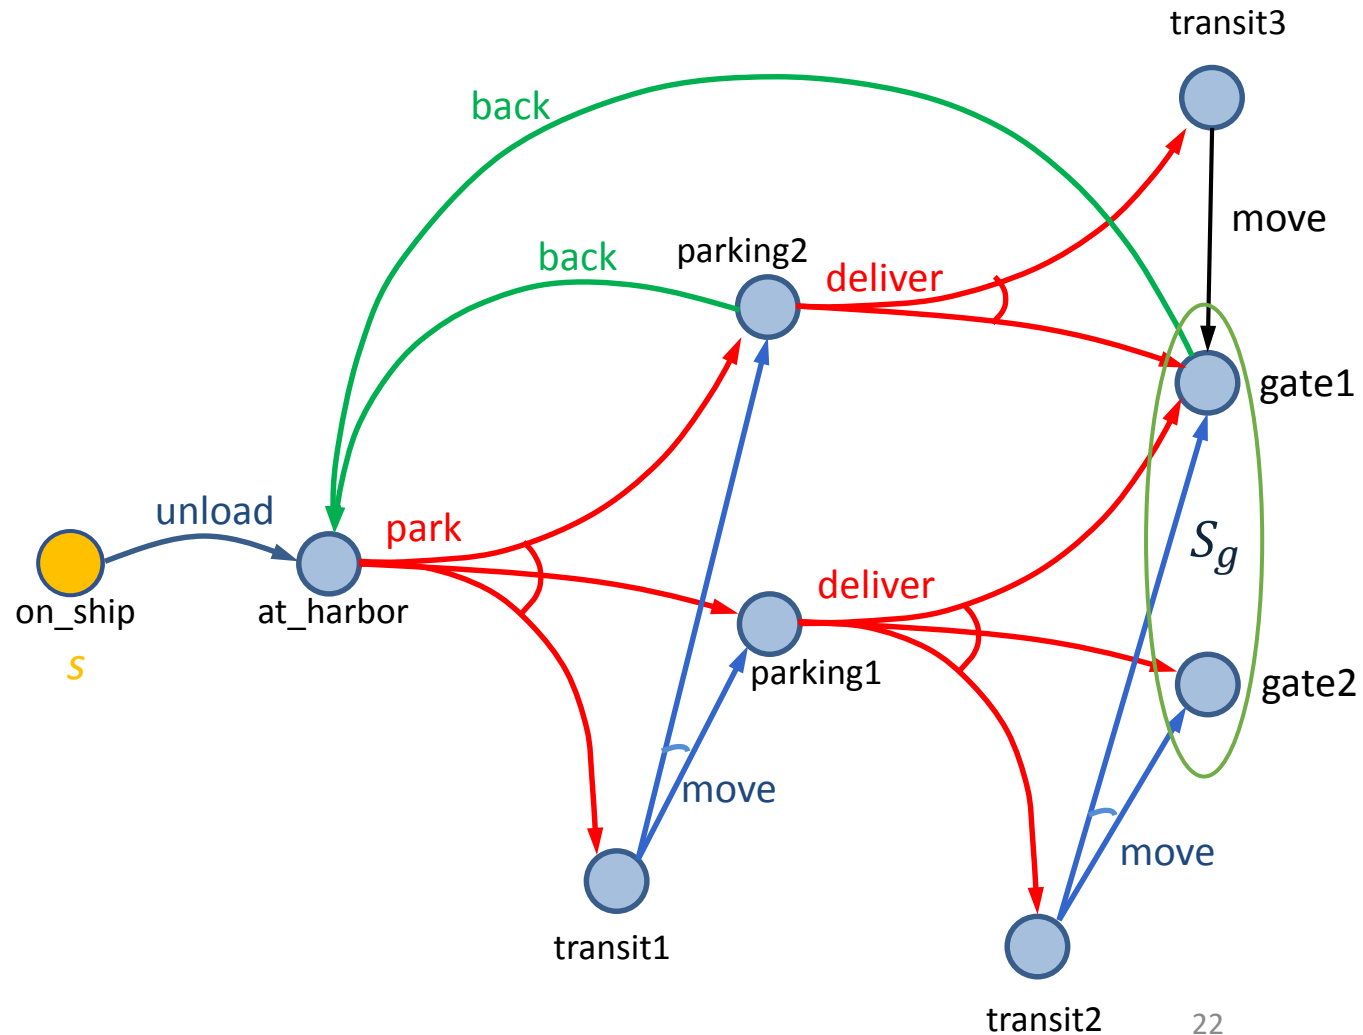 transit3
back
move
parking2
back
deliver
gate1
unload
park
S_g
on_ship
at_harbor
deliver
s
parking1
gate2
move
move
transit1
transit2
22